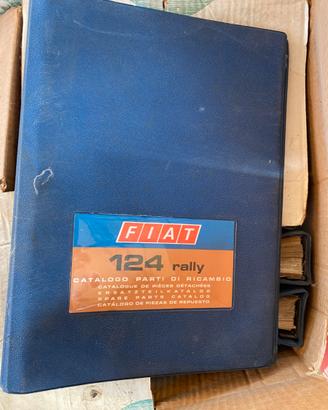 FIAT
124 rally
CATALOGO PARTI DI RICAMBIO
CATALOGUE DE PIÈCES DÉTACHÉES
ERSATZTEILKATALOG
SPARE PARTS CATALOG
CATÁLOGO DE PIEZAS DE REPUESTO